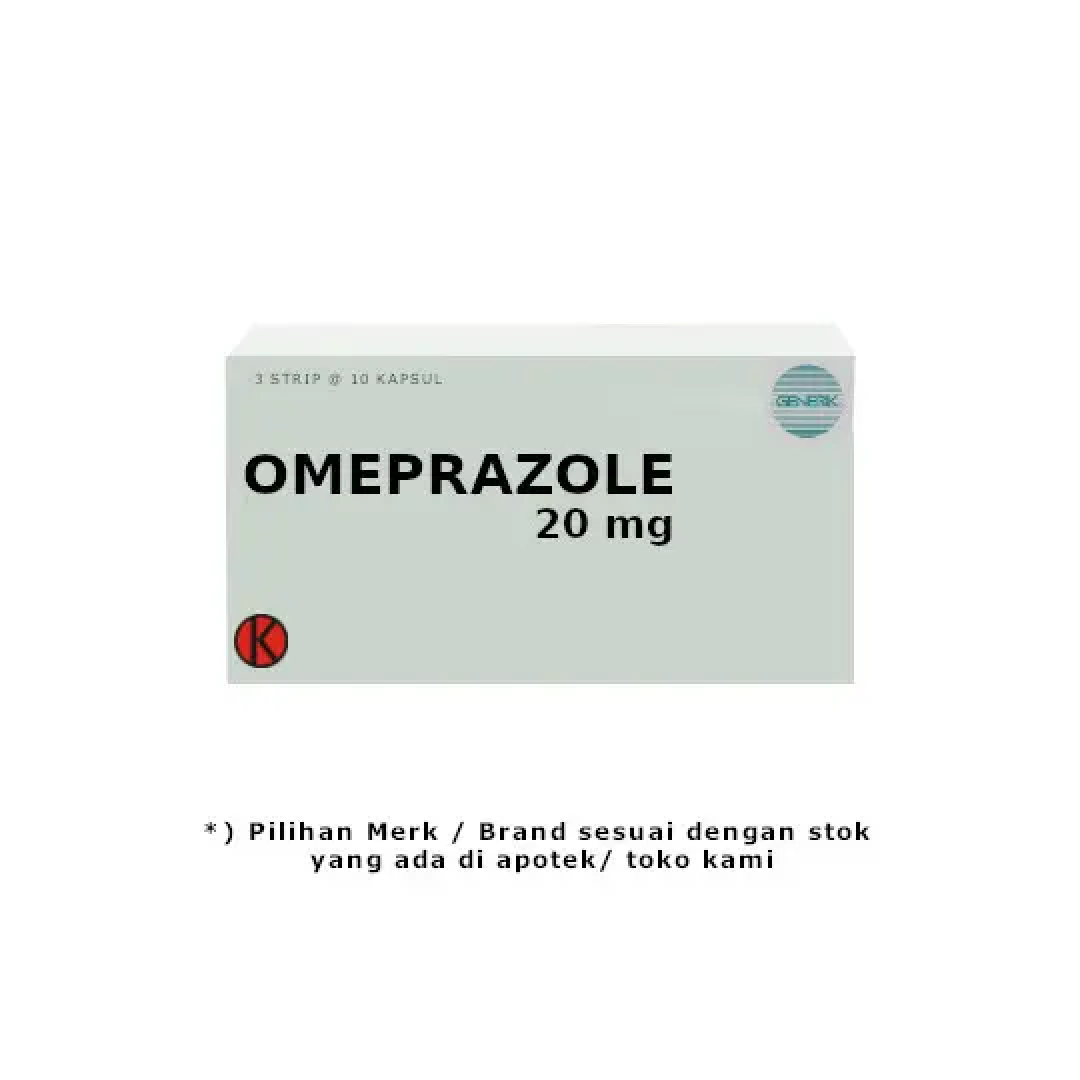 3 STRIP @ 10 KAPSUL
GENERIK
OMEPRAZOLE
20 mg
K
*) Pilihan Merk / Brand sesuai dengan stok
yang ada di apotek/ toko kami